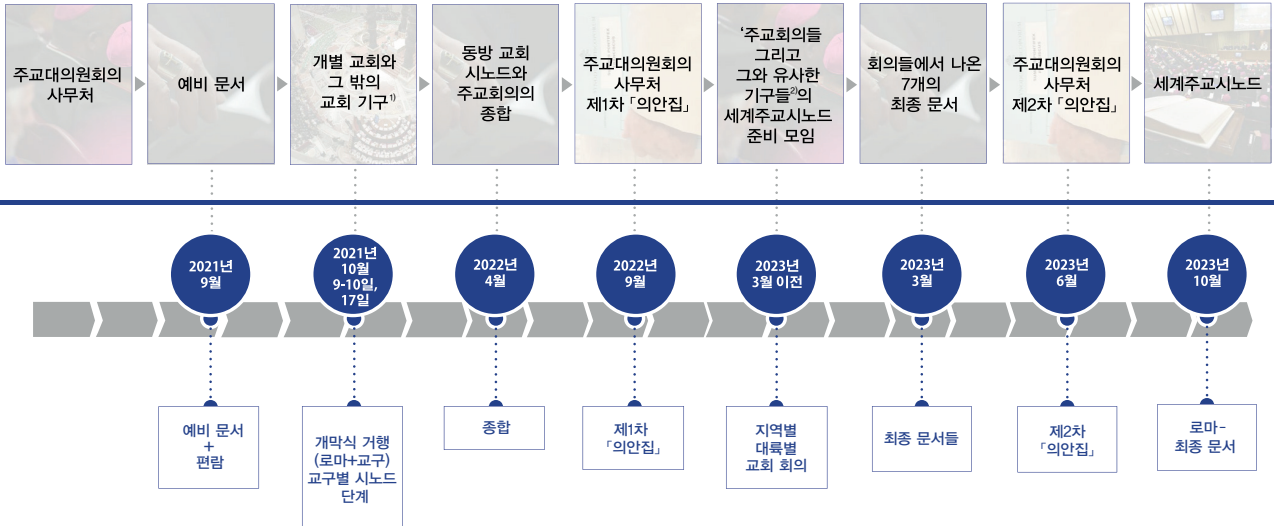 주교대의원회의
사무처
예비 문서
개별 교회와
그 밖의
교회 기구1)
동방 교회
시노드와
주교회의의
종합
주교대의원회의
사무처
제1차 「의안집」
‘주교회의들
그리고
그와 유사한
기구들2)의
세계주교시노드
준비 모임
회의들에서 나온
7개의
최종 문서
주교대의원회의
사무처
제2차 「의안집」
세계주교시노드
2021년
9월
2021년
10월
9-10일,
17일
2022년
4월
2022년
9월
2023년
3월 이전
2023년
3월
2023년
6월
2023년
10월
예비 문서
+
편람
개막식 거행
(로마+교구)
교구별 시노드
단계
종합
제1차
「의안집」
지역별
대륙별
교회 회의
최종 문서들
제2차
「의안집」
로마-
최종 문서